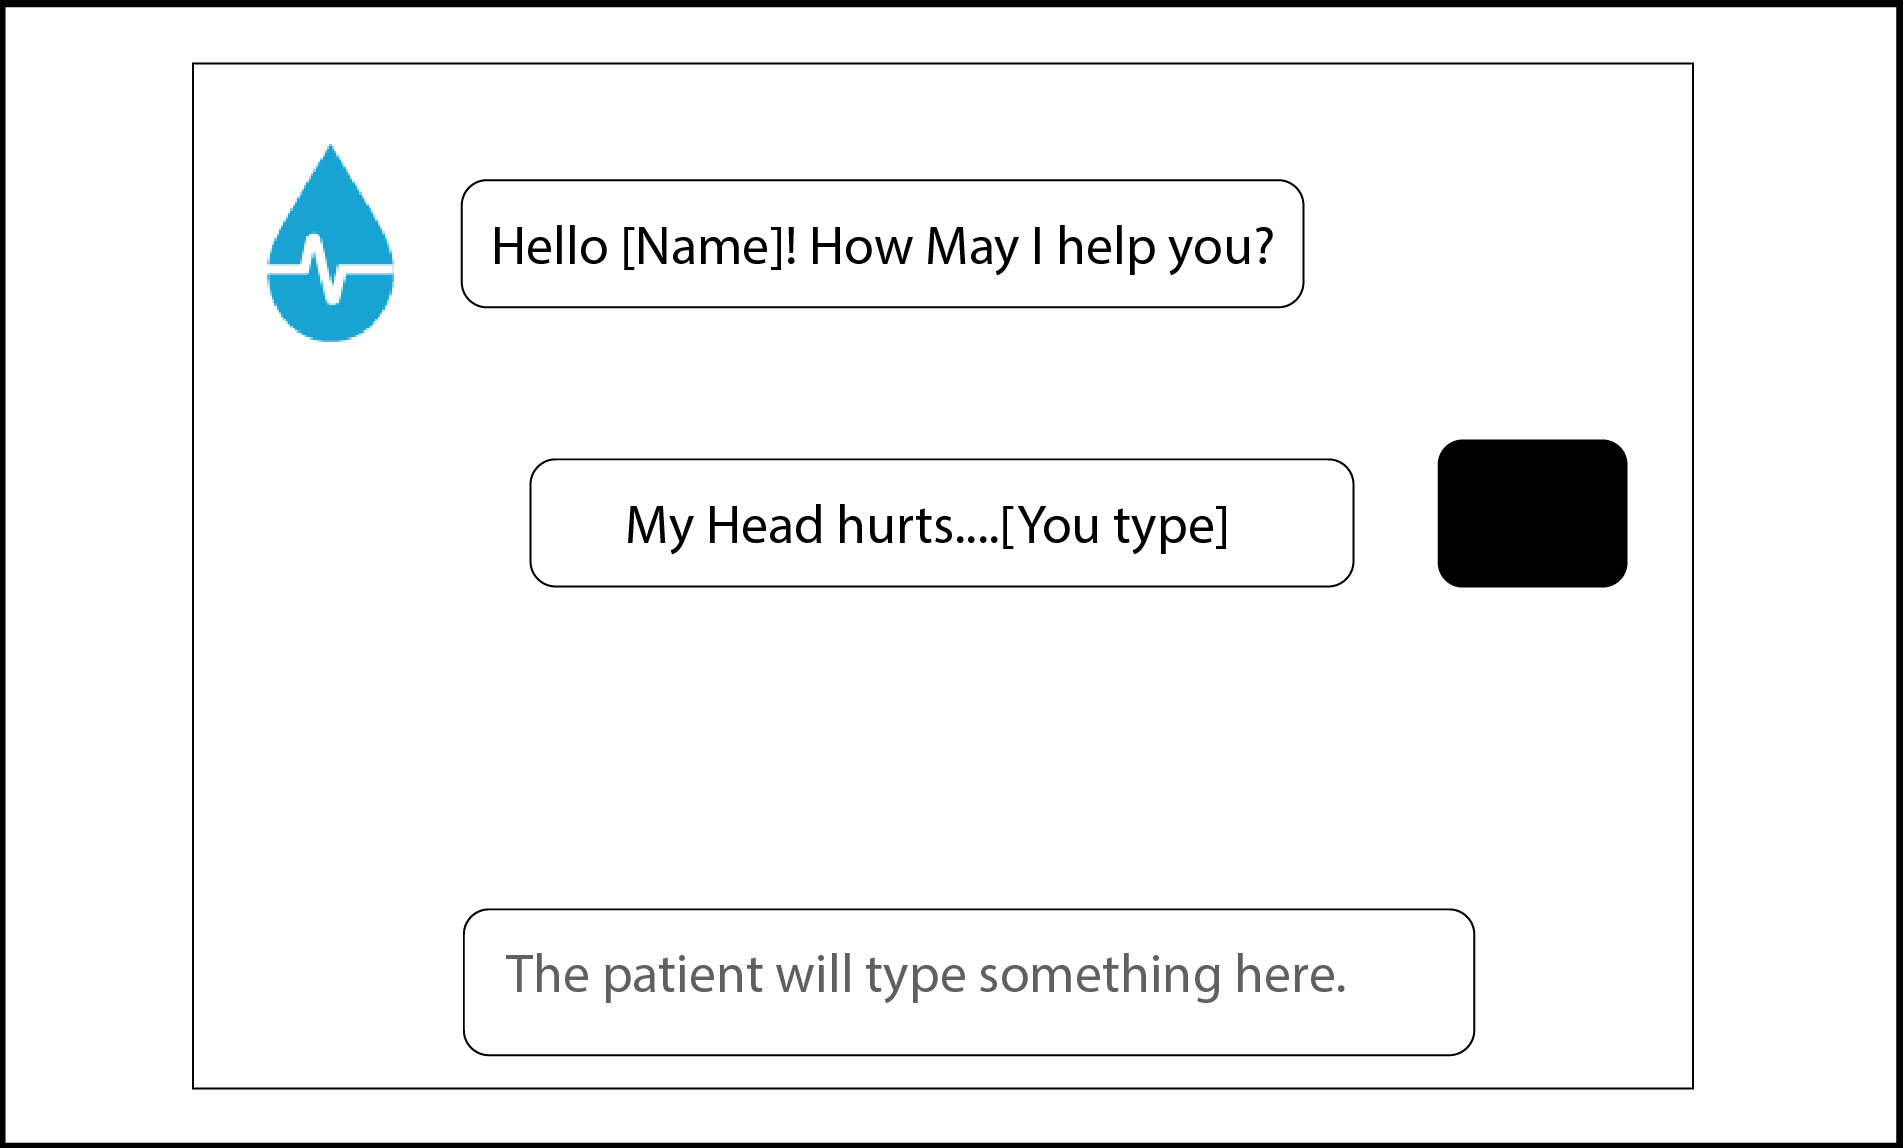 Hello [Name]! How May I help you?
My Head hurts....[You type]
The patient will type something here.